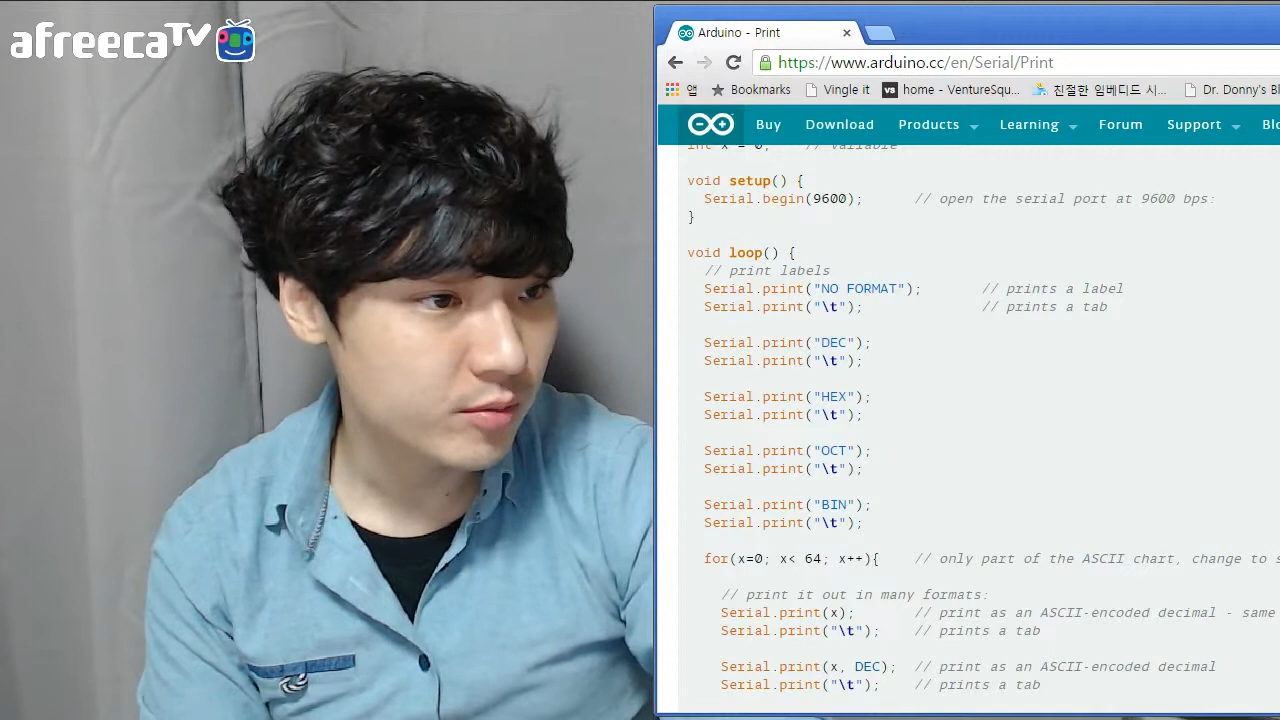 afreecaTV
Arduino - Print
https://www.arduino.cc/en/Serial/Print
앱 Bookmarks Vingle it vs home - VentureSqu... 친절한 임베디드 시... Dr. Donny's Bl
Buy Download Products Learning Forum Support Blo
int x = 0; // variable
void setup() {
Serial.begin(9600); // open the serial port at 9600 bps:
}
void loop() {
// print labels
Serial.print("NO FORMAT"); // prints a label
Serial.print("\t"); // prints a tab
Serial.print("DEC");
Serial.print("\t");
Serial.print("HEX");
Serial.print("\t");
Serial.print("OCT");
Serial.print("\t");
Serial.print("BIN");
Serial.print("\t");
for(x=0; x< 64; x++){ // only part of the ASCII chart, change to s
// print it out in many formats:
Serial.print(x); // print as an ASCII-encoded decimal - same
Serial.print("\t"); // prints a tab
Serial.print(x, DEC); // print as an ASCII-encoded decimal
Serial.print("\t"); // prints a tab